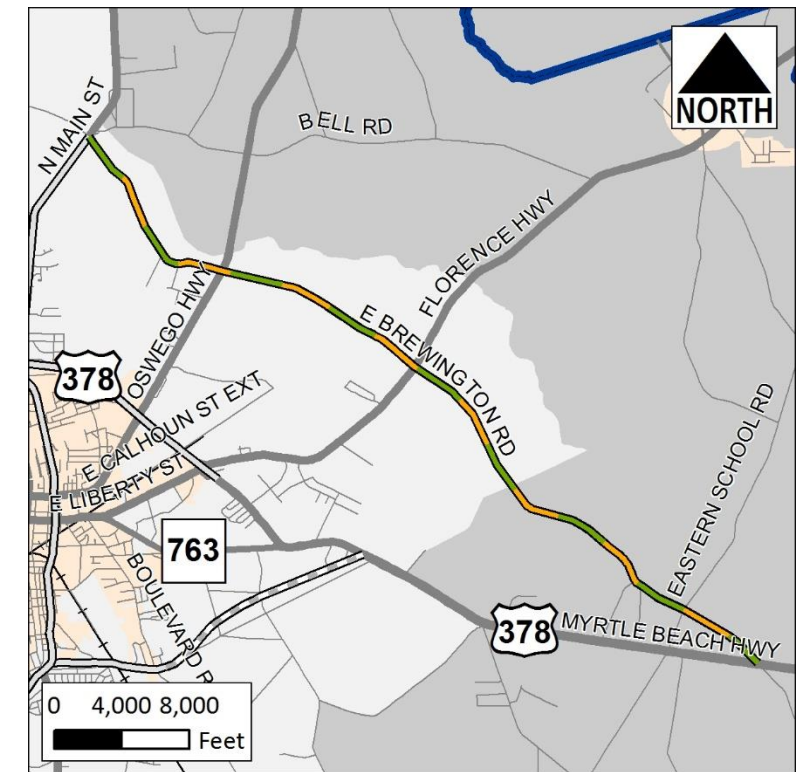 NORTH
N MAIN ST
BELL RD
FLORENCE HWY
OSWEGO HWY
E BREWINGTON RD
378
E CALHOUN ST EXT
E LIBERTY ST
763
BOULEVARD R
EASTERN SCHOOL RD
378
MYRTLE BEACH HWY
0 4,000 8,000
Feet